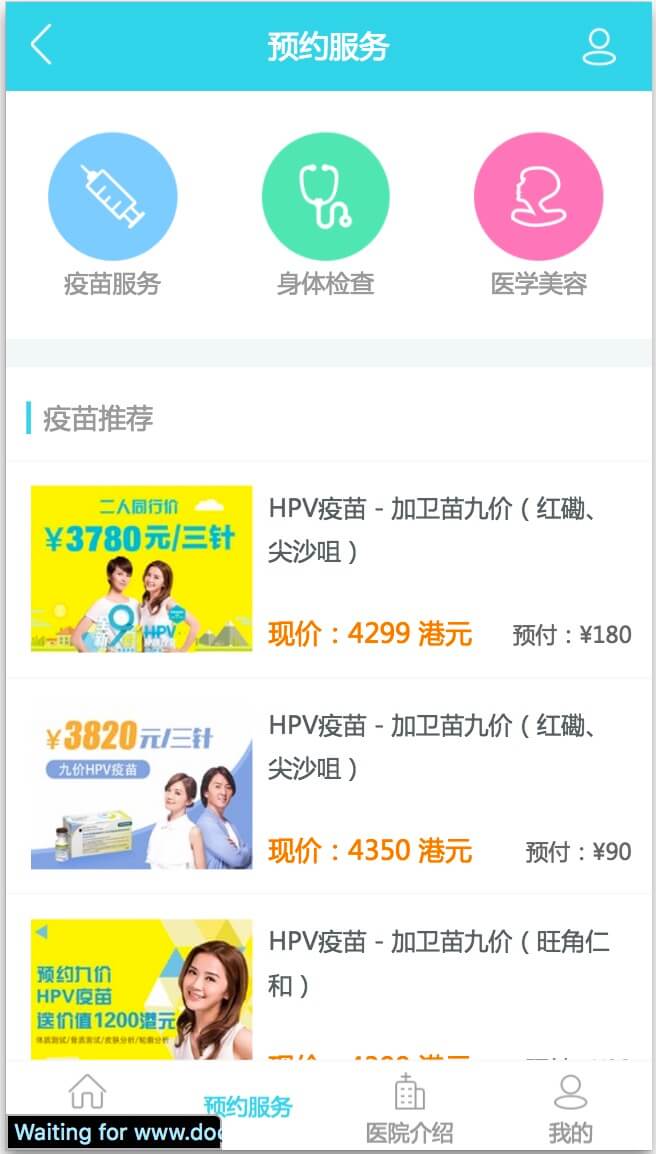 预约服务
疫苗服务
身体检查
医学美容
疫苗推荐
二人同行价
¥3780元/三针
9
HPV
HPV疫苗 - 加卫苗九价（红磡、
尖沙咀）
现价：4299 港元
预付：¥180
¥3820元/三针
九价HPV疫苗
HPV疫苗 - 加卫苗九价（红磡、
尖沙咀）
现价：4350 港元
预付：¥90
预约九价
HPV疫苗
送价值1200港元
HPV疫苗 - 加卫苗九价（旺角仁
和）
预约服务
医院介绍
我的
Waiting for www.doc